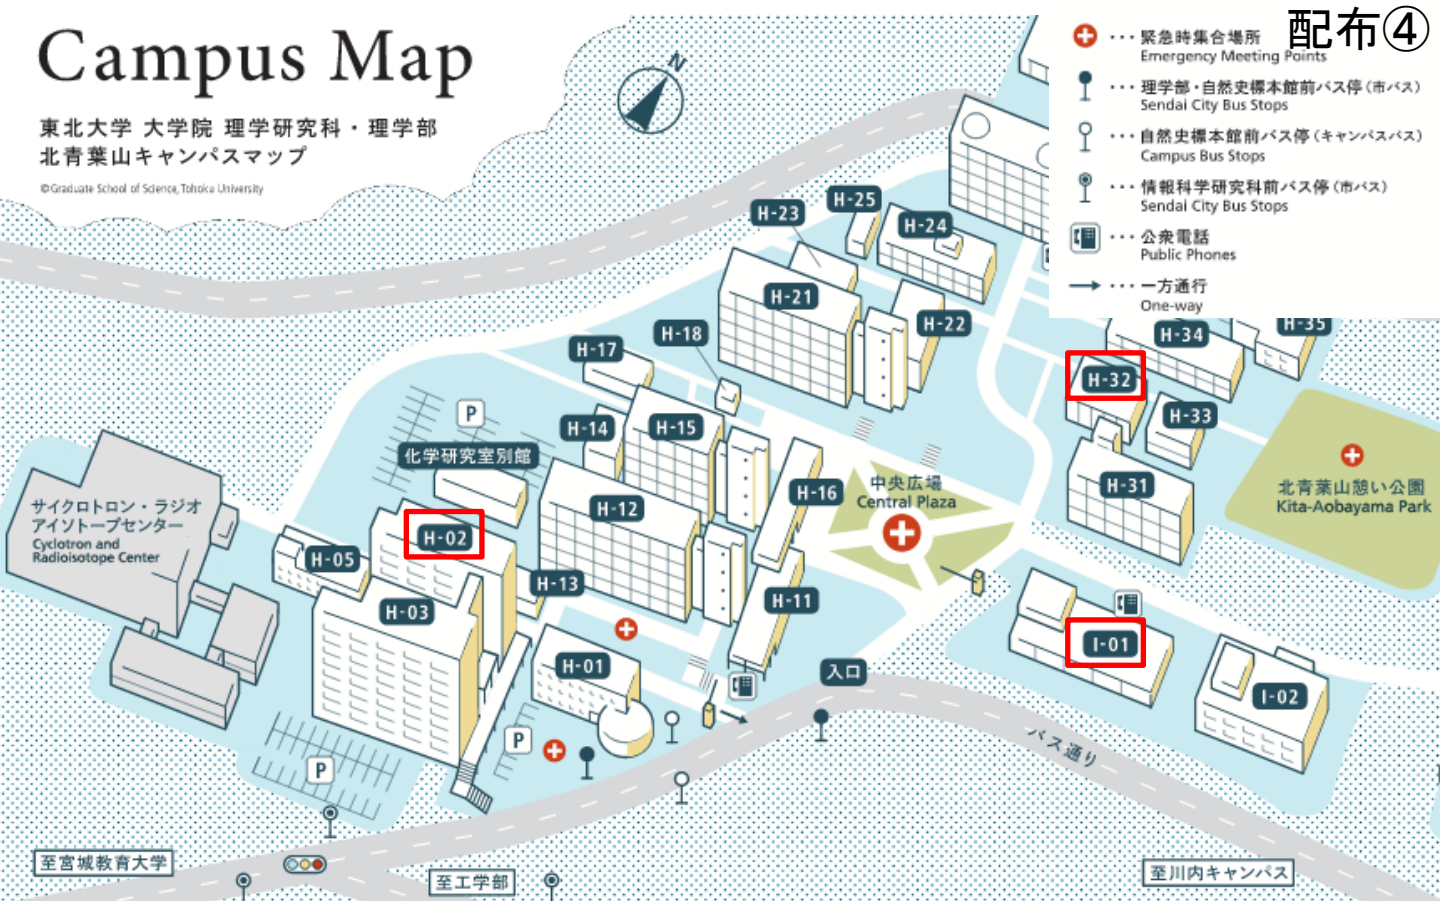 Campus Map
東北大学 大学院 理学研究科・理学部
北青葉山キャンパスマップ
©Graduate School of Science, Tohoku University
N
配布④
・・・緊急時集合場所
Emergency Meeting Points
・・・理学部・自然史標本館前バス停（市バス）
Sendai City Bus Stops
・・・自然史標本館前バス停（キャンパスバス）
Campus Bus Stops
・・・情報科学研究科前バス停（市バス）
Sendai City Bus Stops
・・・公衆電話
Public Phones
・・・一方通行
One-way
H-25
H-23
H-24
H-21
H-22
H-18
H-17
H-34
H-35
H-32
H-33
H-31
P
H-14
H-15
化学研究室別館
H-16
H-12
中央広場
Central Plaza
北青葉山憩い公園
Kita-Aobayama Park
サイクロトロン・ラジオ
アイソトープセンター
Cyclotron and
Radioisotope Center
H-05
H-02
H-13
H-03
H-11
H-01
I-01
I-02
入口
P
P
バス通り
至宮城教育大学
至工学部
至川内キャンパス